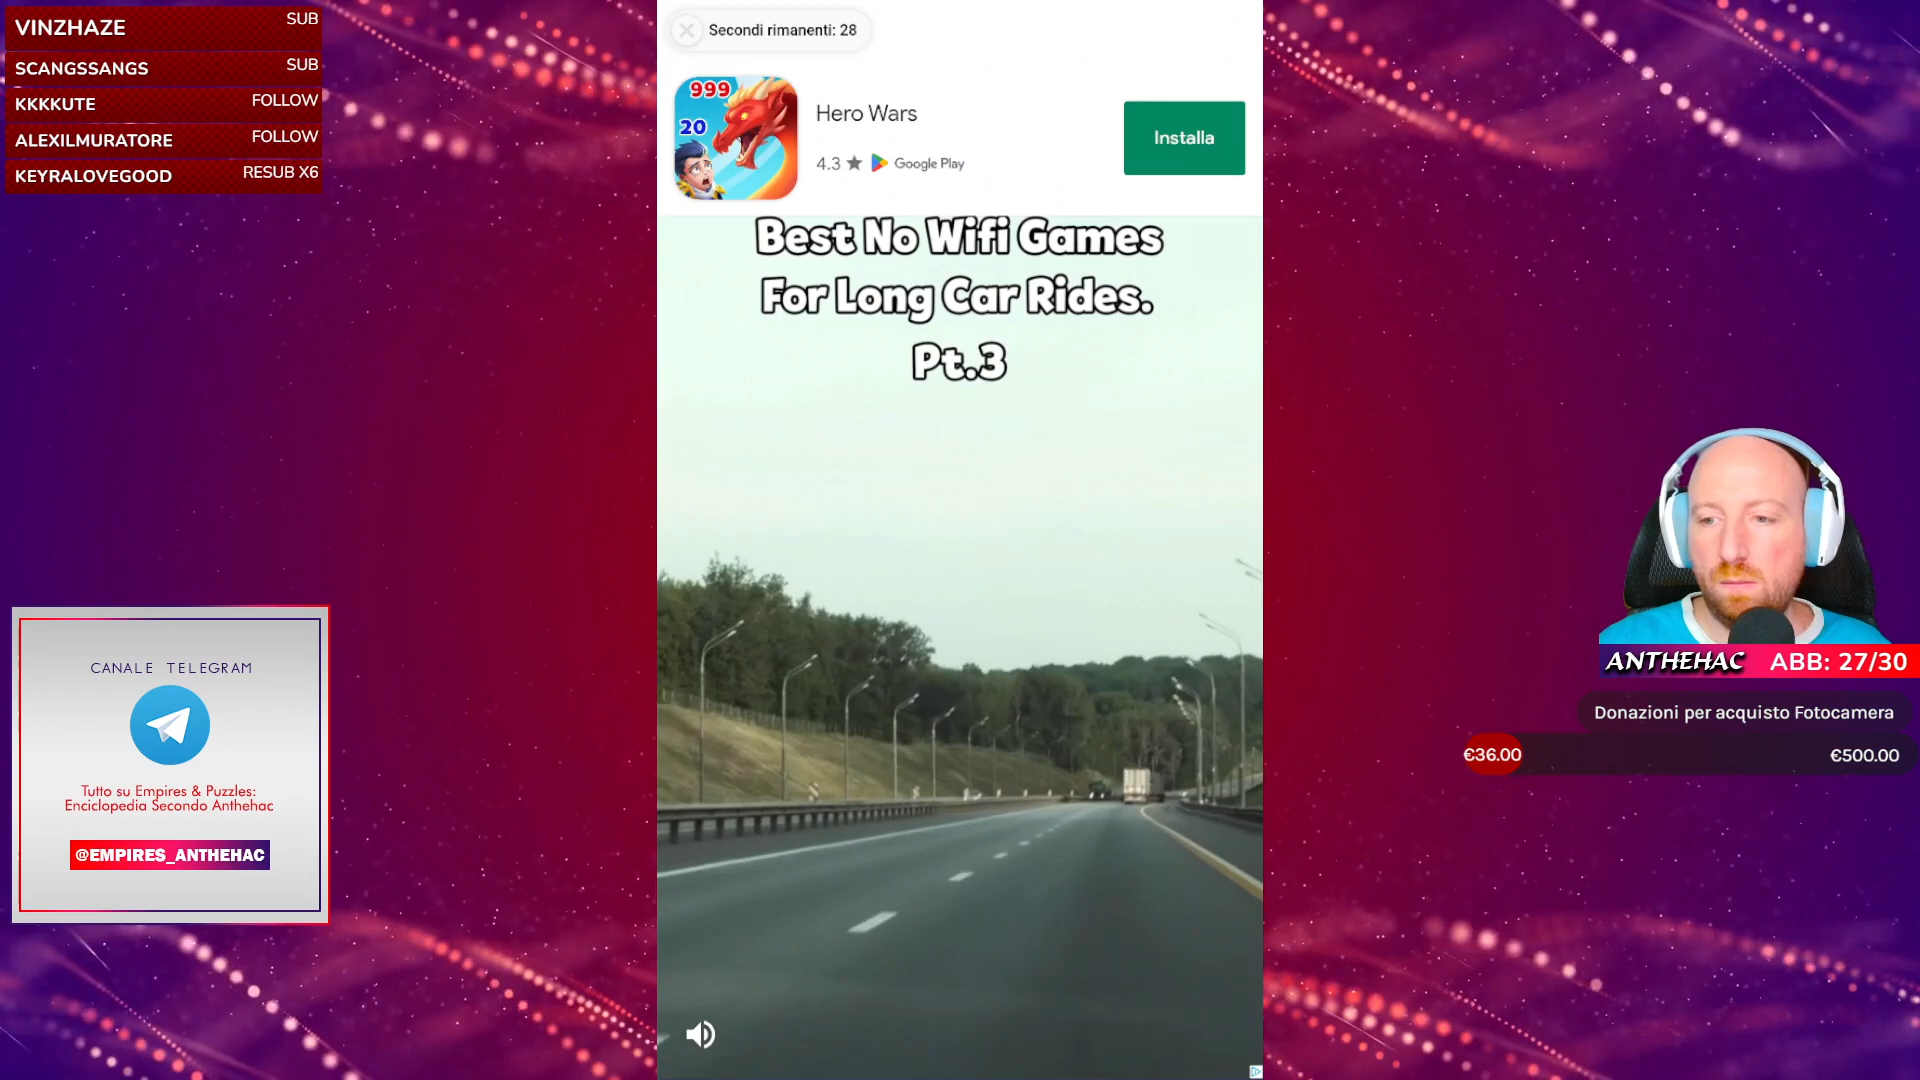 VINZHAZE SUB
SCANGSSANGS SUB
KKKKUTE FOLLOW
ALEXILMURATORE FOLLOW
KEYRALOVEGOOD RESUB X6
Secondi rimanenti: 28
999
20
Hero Wars
4.3 ★ Google Play
Installa
Best No Wifi Games
For Long Car Rides.
Pt.3
CANALE TELEGRAM
Tutto su Empires & Puzzles:
Enciclopedia Secondo Anthehac
@EMPIRES_ANTHEHAC
ANTHEHAC ABB: 27/30
Donazioni per acquisto Fotocamera
€36.00 €500.00